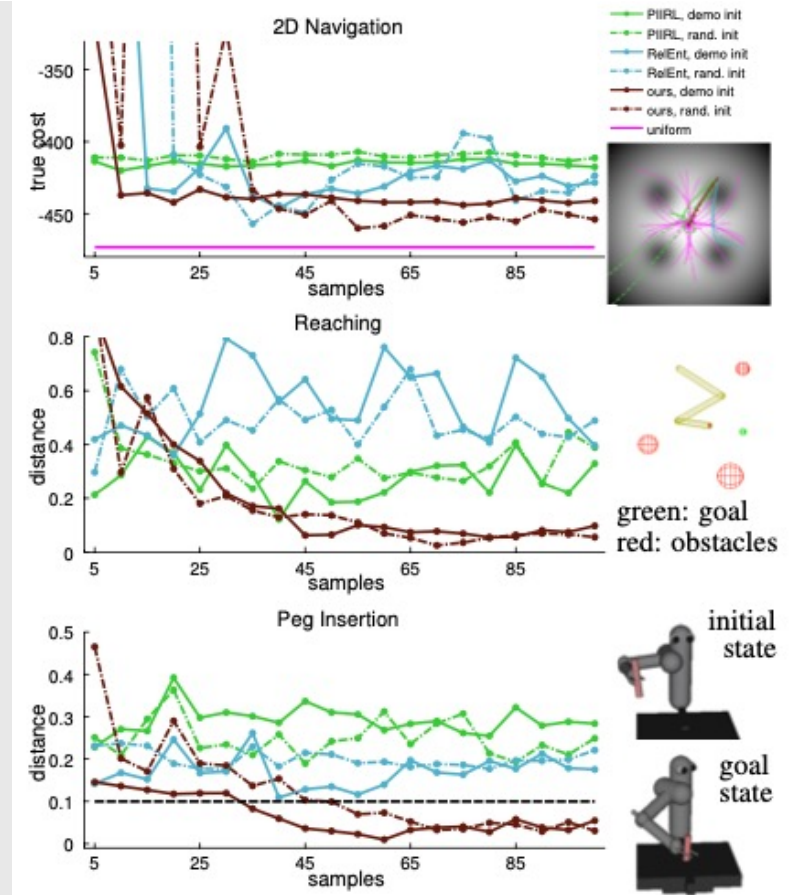 2D Navigation
PIIRL, demo init
PIIRL, rand. init
RelEnt, demo init
RelEnt, rand. init
ours, demo init
ours, rand. init
uniform
true cost
-350
-400
-450
5 25 45 65 85
samples
Reaching
distance
0.8
0.6
0.4
0.2
0
5 25 45 65 85
samples
green: goal
red: obstacles
Peg Insertion
distance
0.5
0.4
0.3
0.2
0.1
0
5 25 45 65 85
samples
initial
state
goal
state